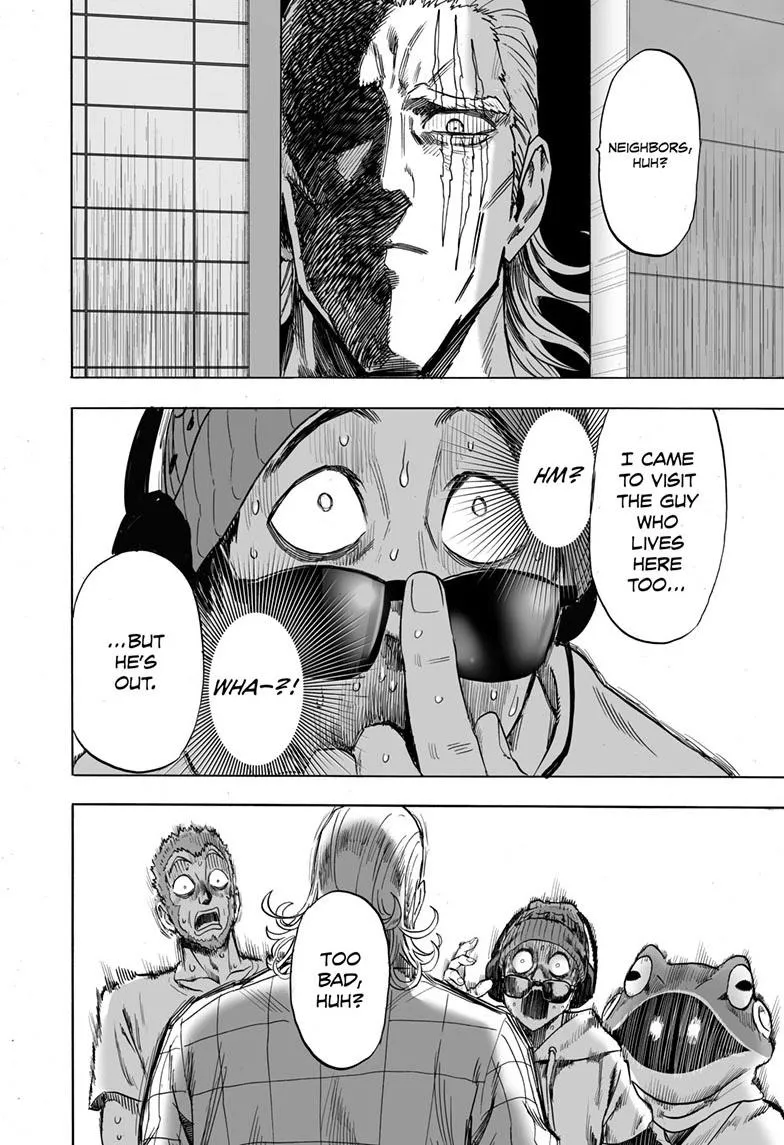 NEIGHBORS,
HUH?
I CAME
TO VISIT
THE GUY
WHO
LIVES
HERE
TOO...
HM?
WHA-?!
...BUT
HE'S
OUT.
TOO
BAD,
HUH?